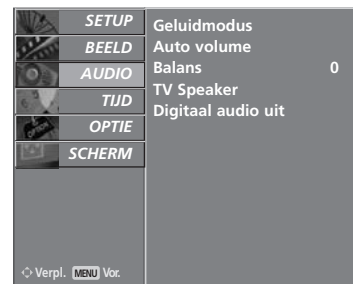 SETUP
BEELD
AUDIO
TIJD
OPTIE
SCHERM
Verpl. MENU Vor.
Geluidmodus
Auto volume
Balans 0
TV Speaker
Digitaal audio uit